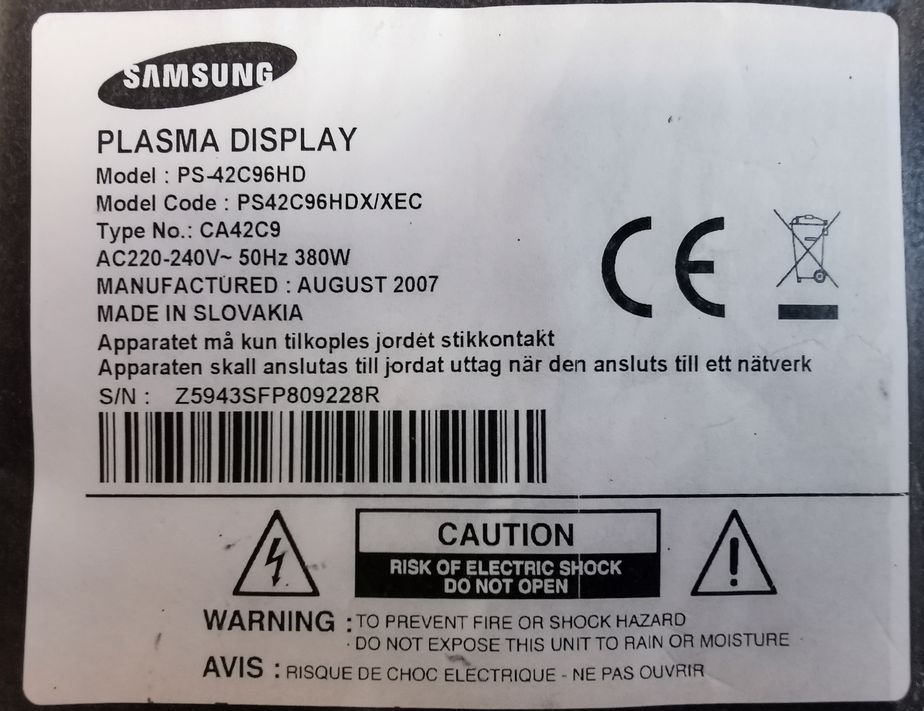 SAMSUNG
PLASMA DISPLAY
Model : PS-42C96HD
Model Code : PS42C96HDX/XEC
Type No.: CA42C9
AC220-240V~ 50Hz 380W
MANUFACTURED : AUGUST 2007
MADE IN SLOVAKIA
Apparatet må kun tilkoples jordet stikkontakt
Apparaten skall anslutas till jordat uttag när den ansluts till ett nätverk
S/N : Z5943SFP809228R
CE
CAUTION
RISK OF ELECTRIC SHOCK
DO NOT OPEN
WARNING : TO PREVENT FIRE OR SHOCK HAZARD
DO NOT EXPOSE THIS UNIT TO RAIN OR MOISTURE
AVIS : RISQUE DE CHOC ELECTRIQUE - NE PAS OUVRIR